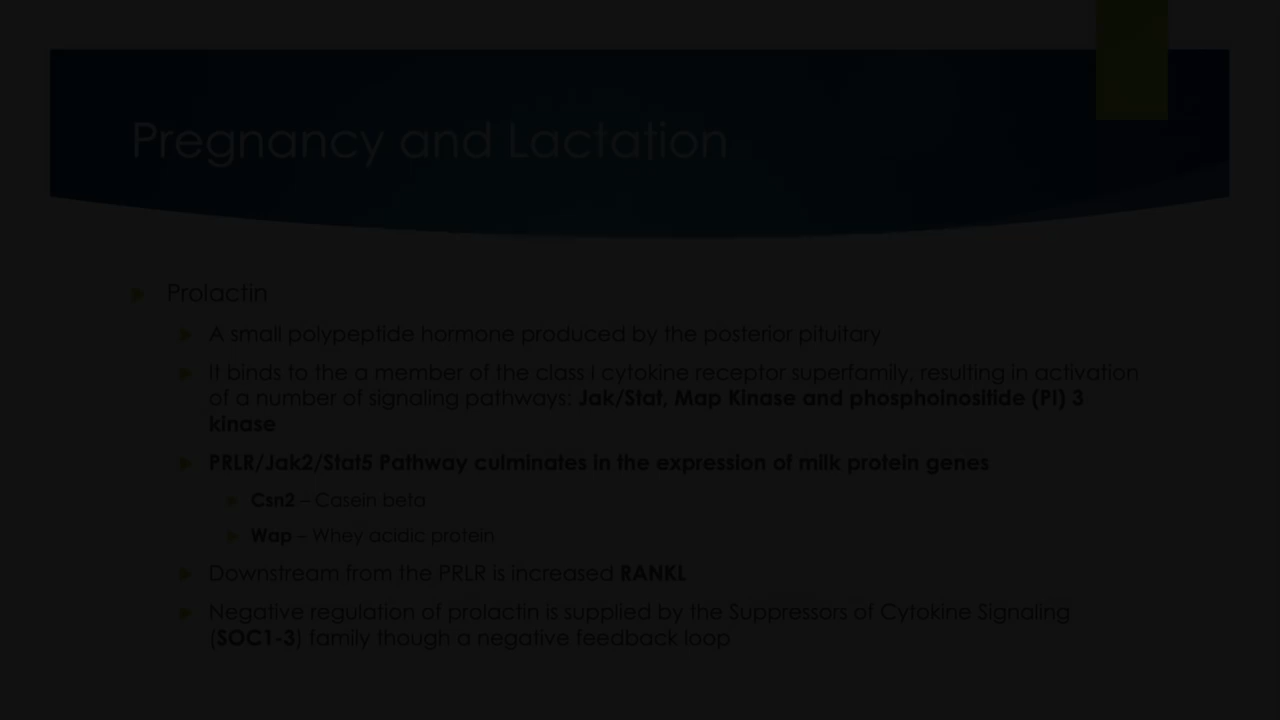 Pregnancy and Lactation
Prolactin
A small polypeptide hormone produced by the posterior pituitary
It binds to the a member of the class I cytokine receptor superfamily, resulting in activation
of a number of signaling pathways: Jak/Stat, Map Kinase and phosphoinositide (PI) 3
kinase
PRLR/Jak2/Stat5 Pathway culminates in the expression of milk protein genes
Csn2 – Casein beta
Wap – Whey acidic protein
Downstream from the PRLR is increased RANKL
Negative regulation of prolactin is supplied by the Suppressors of Cytokine Signaling
(SOC1-3) family though a negative feedback loop